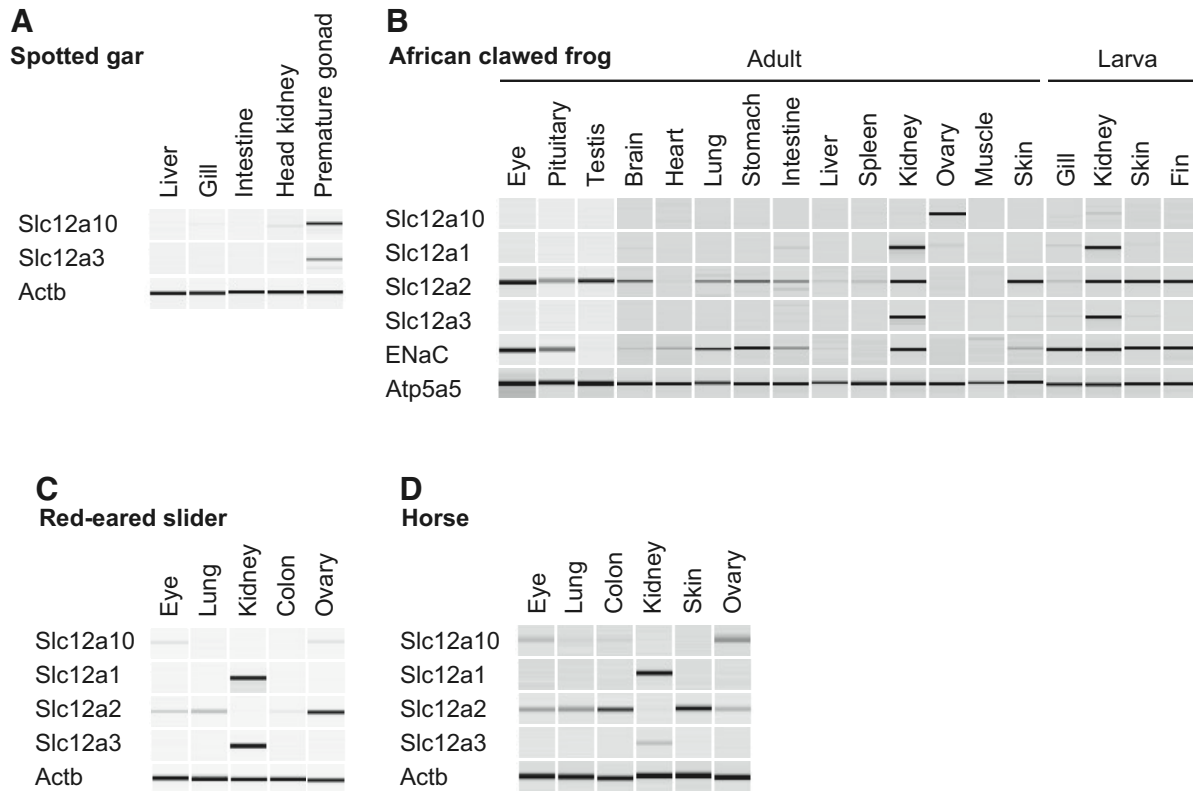 A
Spotted gar
Liver
Gill
Intestine
Head kidney
Premature gonad
Slc12a10
Slc12a3
Actb
B
African clawed frog
Adult
Larva
Eye
Pituitary
Testis
Brain
Heart
Lung
Stomach
Intestine
Liver
Spleen
Kidney
Ovary
Muscle
Skin
Gill
Kidney
Skin
Fin
Slc12a10
Slc12a1
Slc12a2
Slc12a3
ENaC
Atp5a5
C
Red-eared slider
Eye
Lung
Kidney
Colon
Ovary
Slc12a10
Slc12a1
Slc12a2
Slc12a3
Actb
D
Horse
Eye
Lung
Colon
Kidney
Skin
Ovary
Slc12a10
Slc12a1
Slc12a2
Slc12a3
Actb